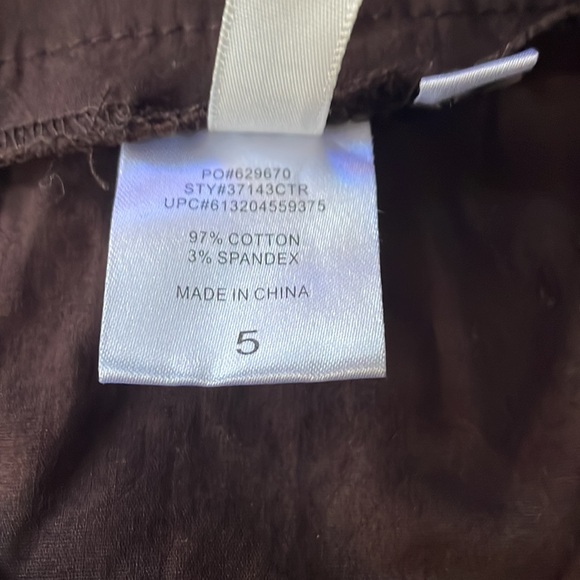 PO#629670
STY#37143CTR
UPC#613204559375
97% COTTON
3% SPANDEX
MADE IN CHINA
5